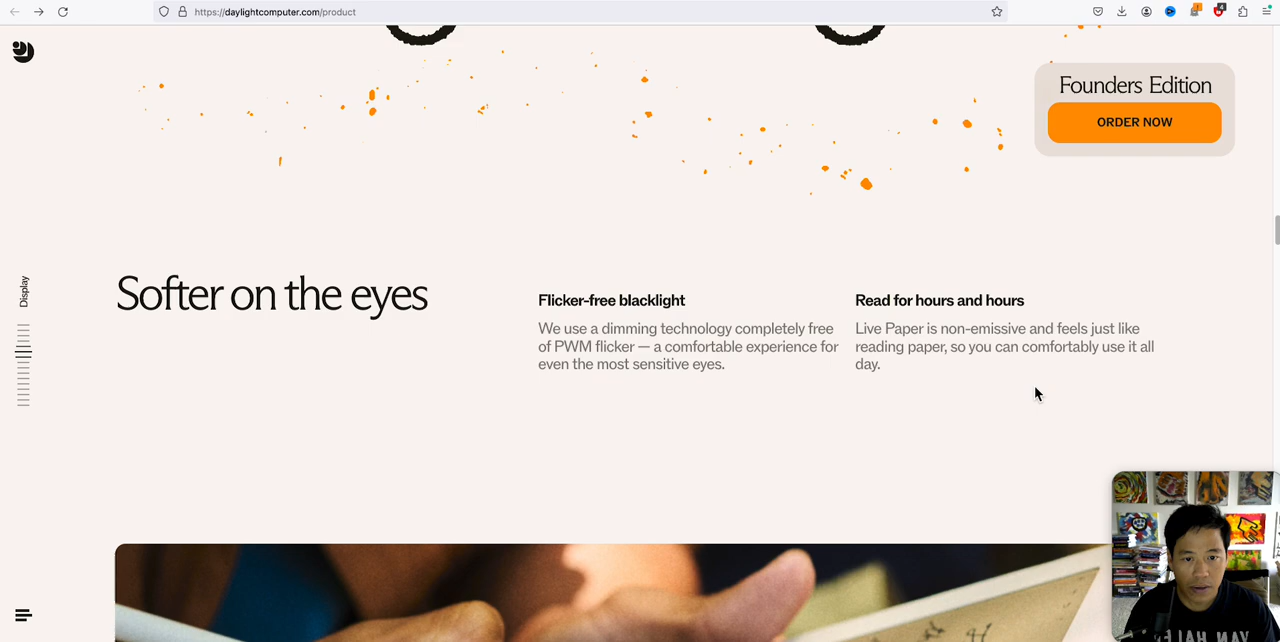 https://daylightcomputer.com/product
4
Founders Edition
ORDER NOW
Display
Softer on the eyes
Flicker-free blacklight
We use a dimming technology completely free
of PWM flicker — a comfortable experience for
even the most sensitive eyes.
Read for hours and hours
Live Paper is non-emissive and feels just like
reading paper, so you can comfortably use it all
day.